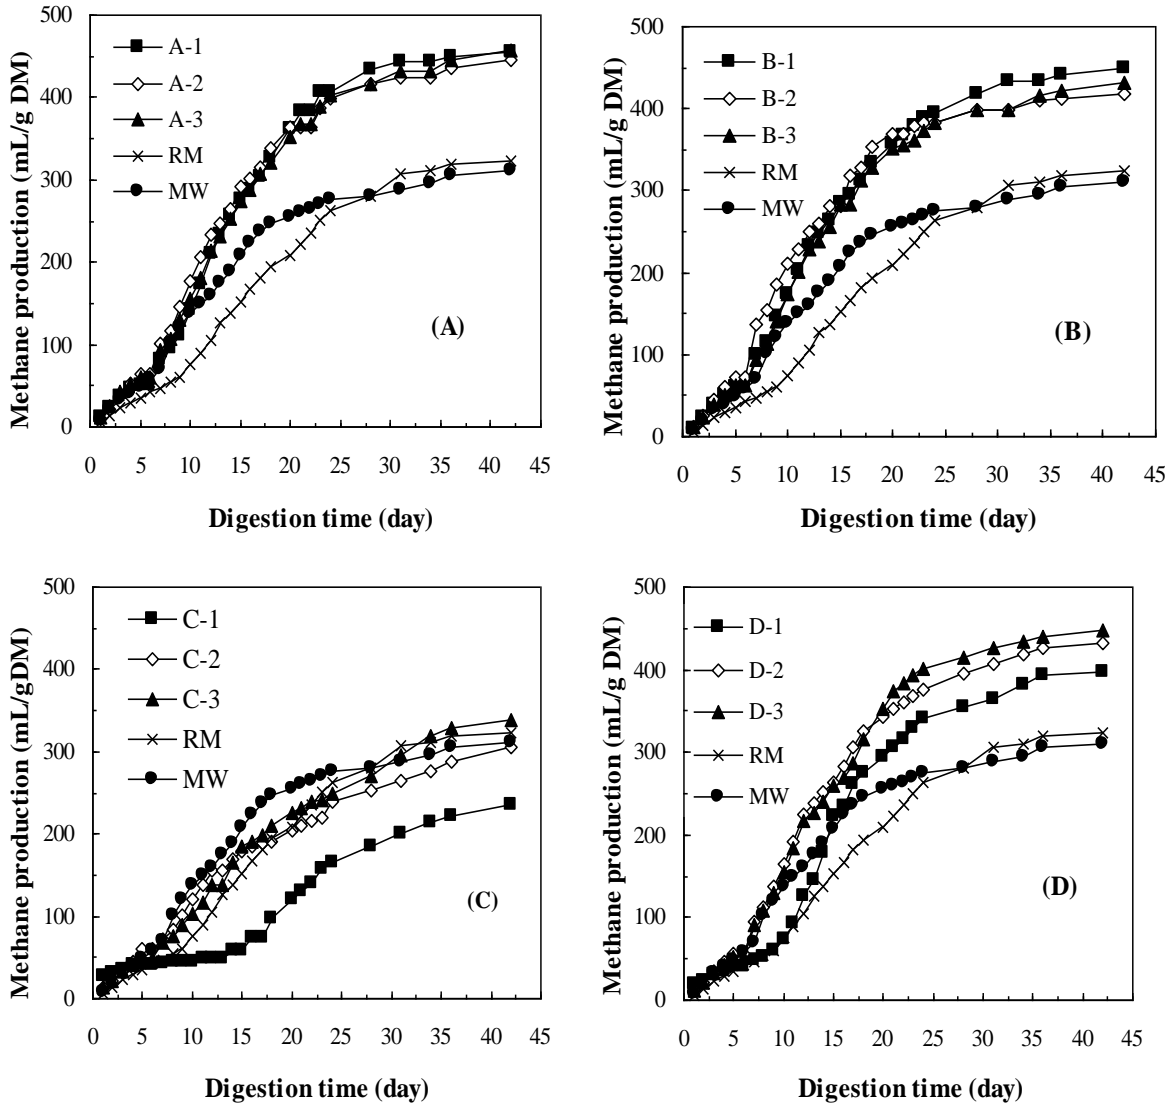 500
400
300
200
100
0
Methane production (mL/g DM)
A-1
A-2
A-3
RM
MW
(A)
0 5 10 15 20 25 30 35 40 45
Digestion time (day)
500
400
300
200
100
0
Methane production (mL/g DM)
B-1
B-2
B-3
RM
MW
(B)
0 5 10 15 20 25 30 35 40 45
Digestion time (day)
500
400
300
200
100
0
Methane production (mL/gDM)
C-1
C-2
C-3
RM
MW
(C)
0 5 10 15 20 25 30 35 40 45
Digestion time (day)
500
400
300
200
100
0
Methane production (mL/g DM)
D-1
D-2
D-3
RM
MW
(D)
0 5 10 15 20 25 30 35 40 45
Digestion time (day)